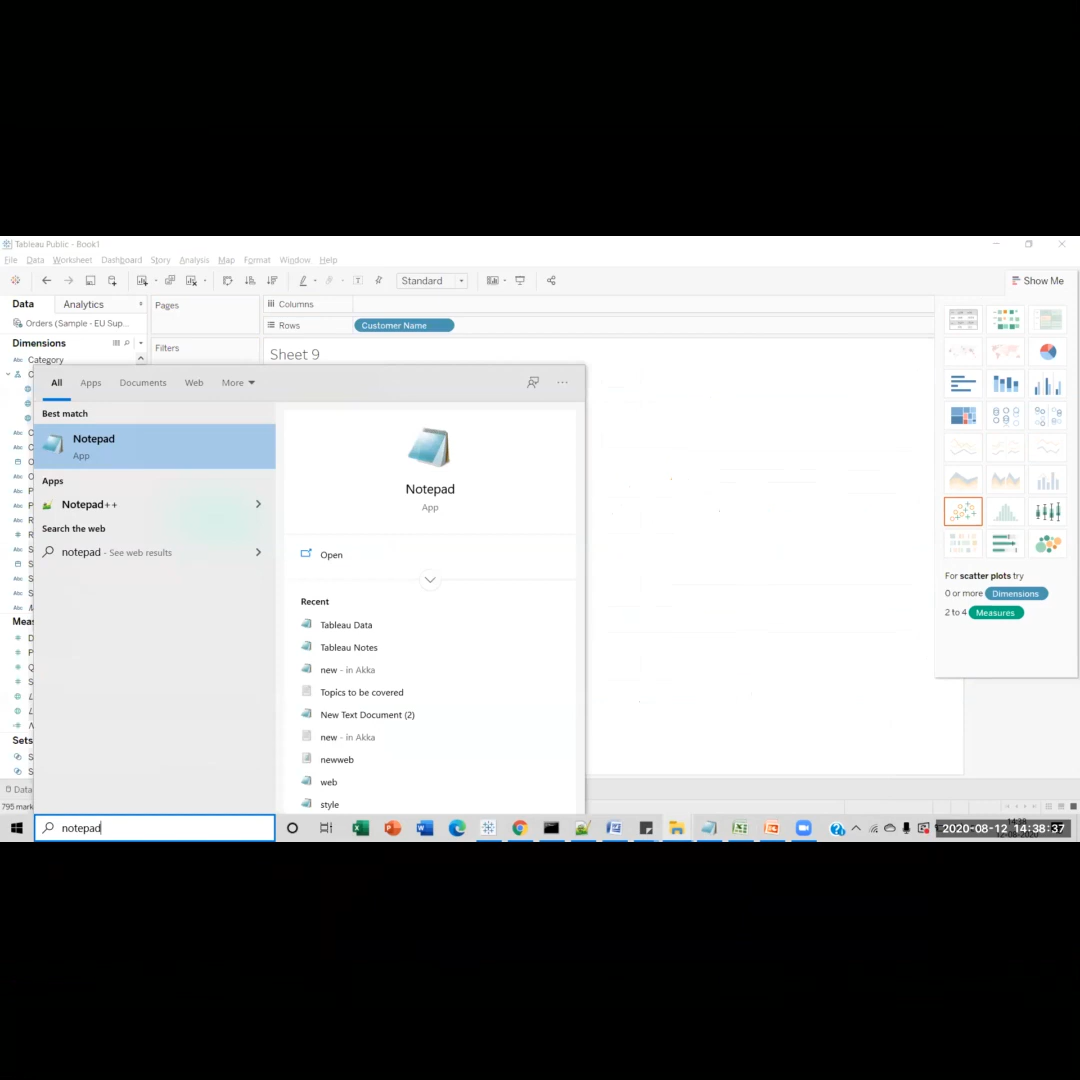 Tableau Public - Book1
File Data Worksheet Dashboard Story Analysis Map Format Window Help
Standard
Show Me
Data Analytics
Pages
Columns
Orders (Sample - EU Sup...
Rows Customer Name
Dimensions
Filters
Sheet 9
Abc Category
All Apps Documents Web More
Best match
Notepad
App
Apps
Notepad++
Search the web
notepad - See web results
Notepad
App
Open
Recent
Tableau Data
Tableau Notes
new - in Akka
Topics to be covered
New Text Document (2)
new - in Akka
newweb
web
style
For scatter plots try
0 or more Dimensions
2 to 4 Measures
Sets
Data
795 mark
notepad
2020-08-12 14:38:37